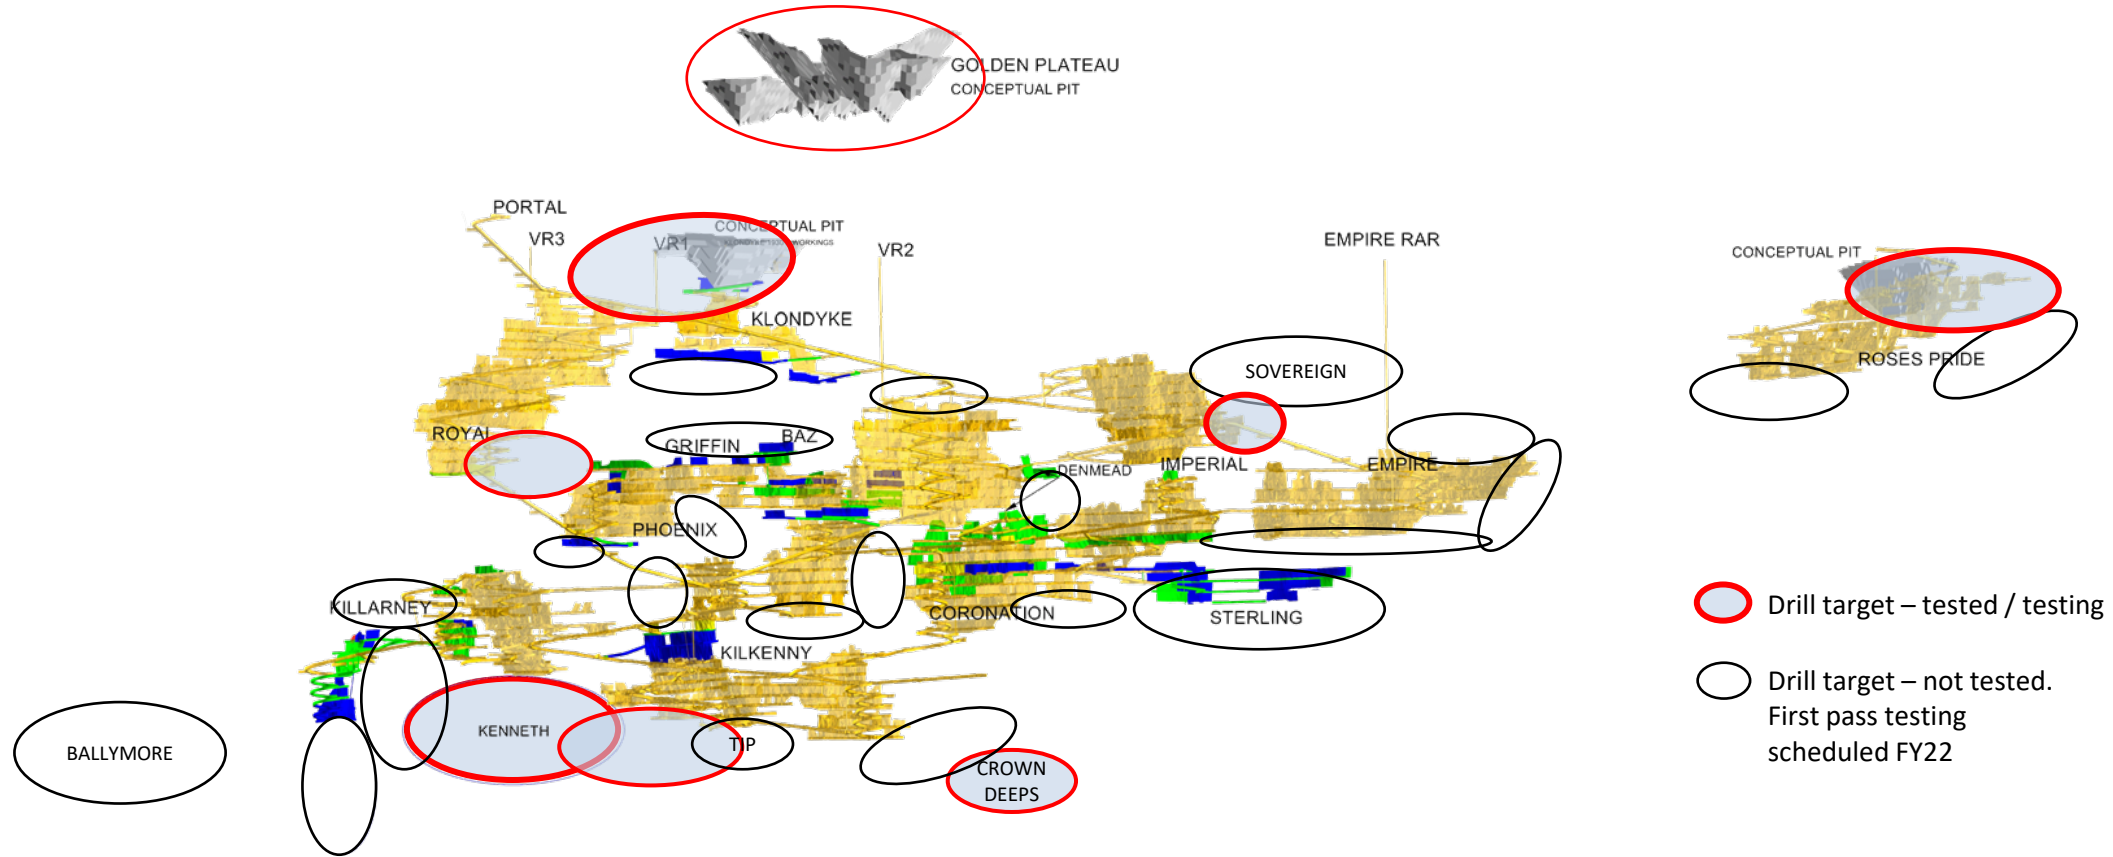 GOLDEN PLATEAU
CONCEPTUAL PIT
PORTAL
VR3
VR1
CONCEPTUAL PIT
WORKINGS
VR2
EMPIRE RAR
CONCEPTUAL PIT
KLONDYKE
ROSES PRIDE
SOVEREIGN
ROYAL
GRIFFIN
BAZ
DENMEAD
IMPERIAL
EMPIRE
PHOENIX
KILLARNEY
CORONATION
STERLING
KILKENNY
KENNETH
TIP
BALLYMORE
CROWN
DEEPS
Drill target – tested / testing
Drill target – not tested.
First pass testing
scheduled FY22